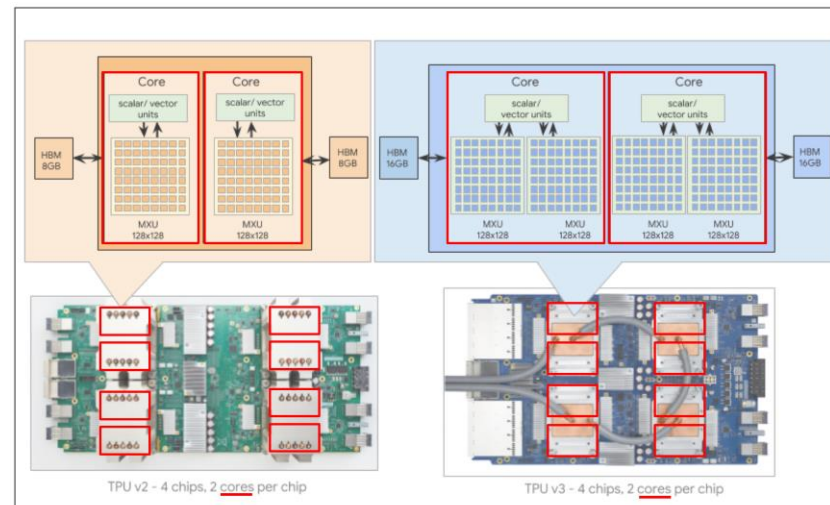 Core
Core
scalar/ vector
units
scalar/ vector
units
HBM
8GB
HBM
8GB
MXU
128x128
MXU
128x128
Core
Core
scalar/
vector units
scalar/
vector units
HBM
16GB
HBM
16GB
MXU
128x128
MXU
128x128
MXU
128x128
MXU
128x128
TPU v2 - 4 chips, 2 cores per chip
TPU v3 - 4 chips, 2 cores per chip